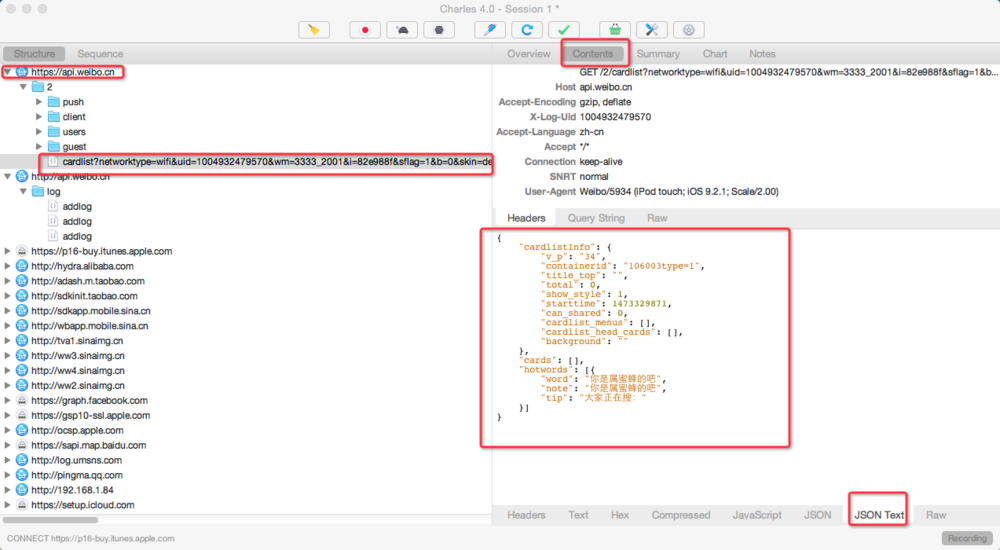 Charles 4.0 - Session 1 *
Structure
Sequence
https://api.weibo.cn
2
push
client
users
guest
cardlist?networktype=wifi&uid=1004932479570&wm=3333_2001&i=82e988f&sflag=1&b=0&skin=de
http://api.weibo.cn
log
addlog
addlog
addlog
https://p16-buy.itunes.apple.com
http://hydra.alibaba.com
http://adash.m.taobao.com
http://sdkinit.taobao.com
http://sdkapp.mobile.sina.cn
http://wbapp.mobile.sina.cn
http://tva1.sinaimg.cn
http://ww3.sinaimg.cn
http://ww4.sinaimg.cn
http://ww2.sinaimg.cn
https://graph.facebook.com
https://gsp10-ssl.apple.com
http://ocsp.apple.com
https://sapi.map.baidu.com
http://log.umsns.com
http://pingma.qq.com
http://192.168.1.84
https://setup.icloud.com
Overview
Contents
Summary
Chart
Notes
GET /2/cardlist?networktype=wifi&uid=1004932479570&wm=3333_2001&i=82e988f&sflag=1&b...
Host api.weibo.cn
Accept-Encoding gzip, deflate
X-Log-Uid 1004932479570
Accept-Language zh-cn
Accept */*
Connection keep-alive
SNRT normal
User-Agent Weibo/5934 (iPod touch; iOS 9.2.1; Scale/2.00)
Headers
Query String
Raw
{
"cardlistInfo": {
"v_p": "34",
"containerid": "106003type=1",
"title_top": "",
"total": 0,
"show_style": 1,
"starttime": 1473329871,
"can_shared": 0,
"cardlist_menus": [],
"cardlist_head_cards": [],
"background": ""
},
"cards": [],
"hotwords": [{
"word": "你是属蜜蜂的吧",
"note": "你是属蜜蜂的吧",
"tip": "大家正在搜："
}]
}
Headers
Text
Hex
Compressed
JavaScript
JSON
JSON Text
Raw
CONNECT https://p16-buy.itunes.apple.com
Recording